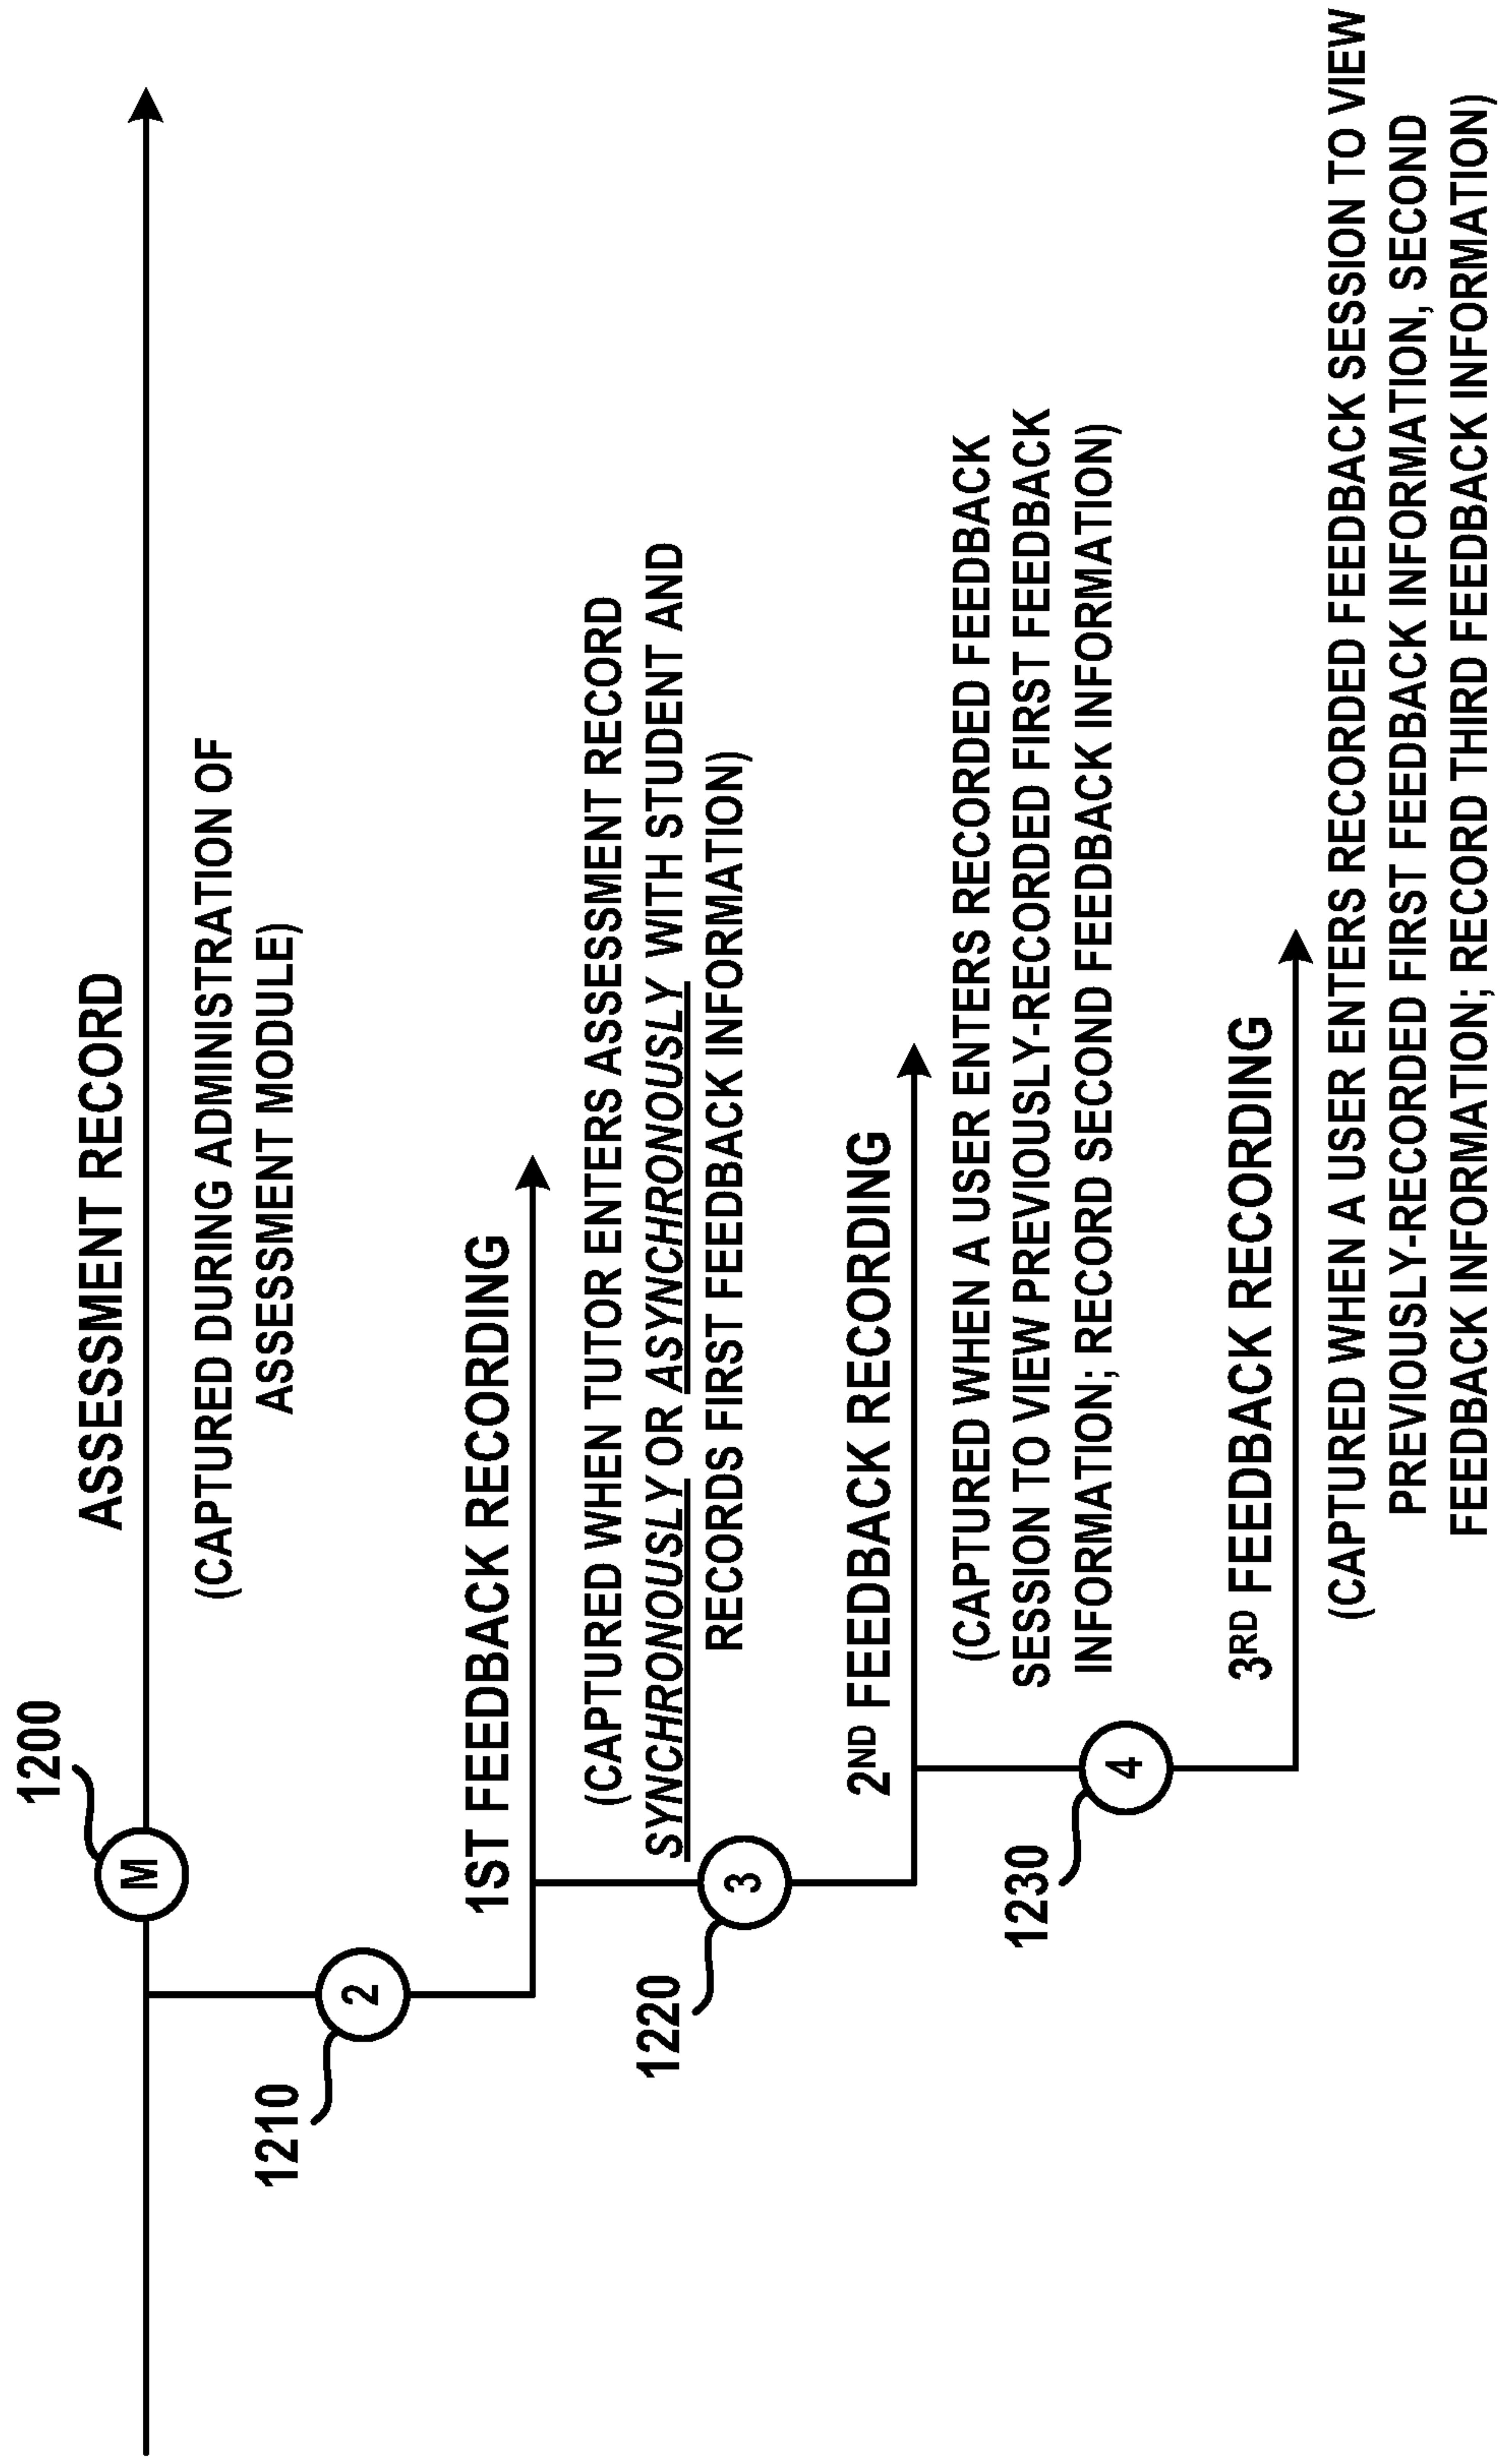 1200
M
ASSESSMENT RECORD
(CAPTURED DURING ADMINISTRATION OF
ASSESSMENT MODULE)
1210
2
1ST FEEDBACK RECORDING
(CAPTURED WHEN TUTOR ENTERS ASSESSMENT RECORD
SYNCHRONOUSLY OR ASYNCHRONOUSLY WITH STUDENT AND
RECORDS FIRST FEEDBACK INFORMATION)
1220
3
2ND FEEDBACK RECORDING
(CAPTURED WHEN A USER ENTERS RECORDED FEEDBACK
SESSION TO VIEW PREVIOUSLY-RECORDED FIRST FEEDBACK
INFORMATION; RECORD SECOND FEEDBACK INFORMATION)
1230
4
3RD FEEDBACK RECORDING
(CAPTURED WHEN A USER ENTERS RECORDED FEEDBACK SESSION TO VIEW
PREVIOUSLY-RECORDED FIRST FEEDBACK INFORMATION, SECOND
FEEDBACK INFORMATION; RECORD THIRD FEEDBACK INFORMATION)